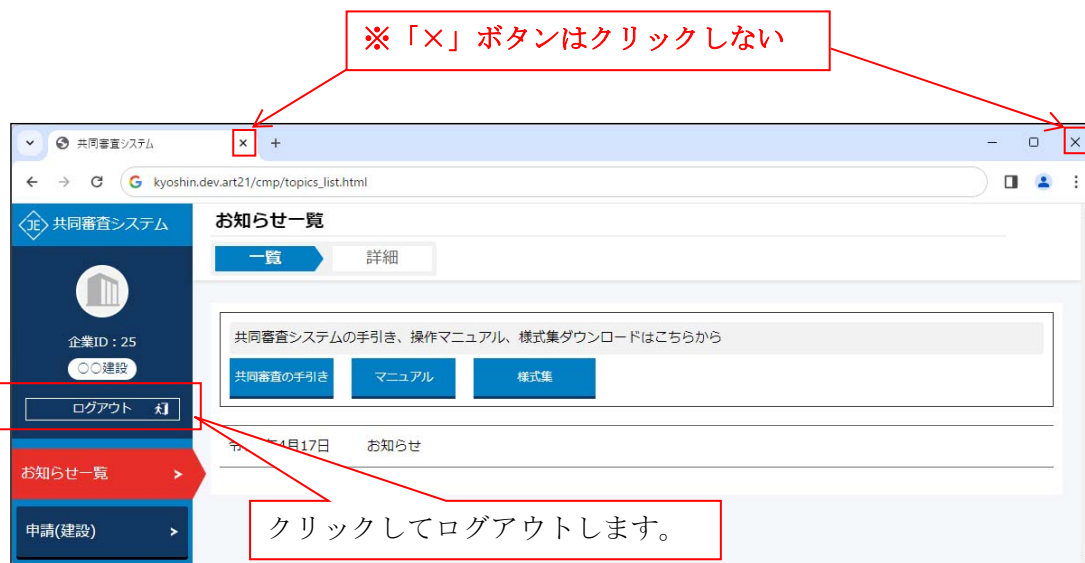 ※「×」ボタンはクリックしない
共同審査システム
kyoshin.dev.art21/cmp/topics_list.html
JE 共同審査システム
お知らせ一覧
一覧
詳細
企業ID：25
〇〇建設
ログアウト
共同審査システムの手引き、操作マニュアル、様式集ダウンロードはこちらから
共同審査の手引き
マニュアル
様式集
年4月17日
お知らせ
お知らせ一覧 >
申請(建設) >
クリックしてログアウトします。